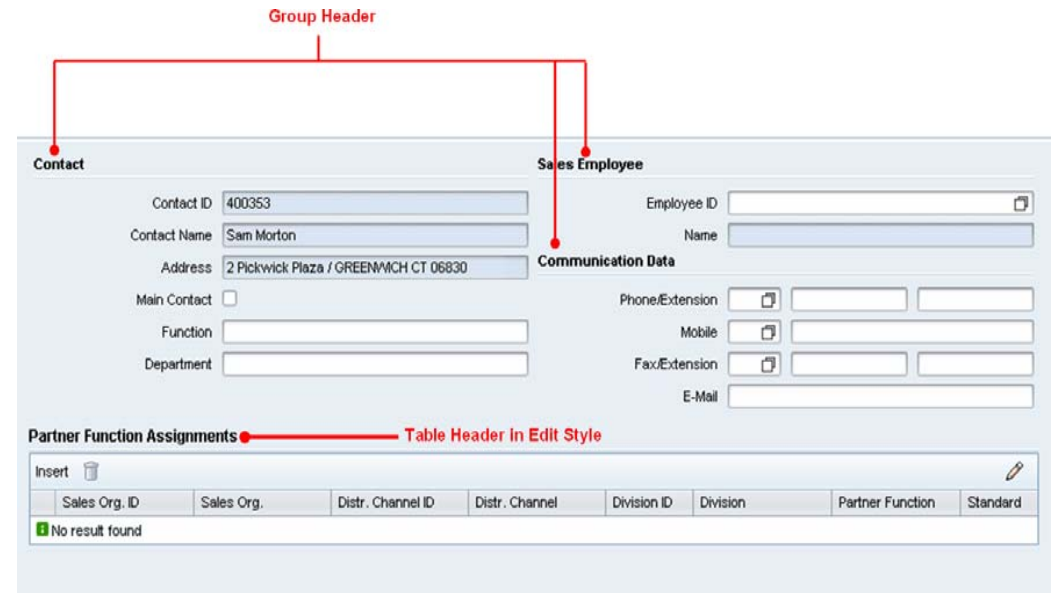 Group Header
Contact
Contact ID 400353
Contact Name Sam Morton
Address 2 Pickwick Plaza / GREENWICH CT 06830
Main Contact
Function
Department
Sales Employee
Employee ID
Name
Communication Data
Phone/Extension
Mobile
Fax/Extension
E-Mail
Partner Function Assignments Table Header in Edit Style
Insert
Sales Org. ID Sales Org. Distr. Channel ID Distr. Channel Division ID Division Partner Function Standard
No result found